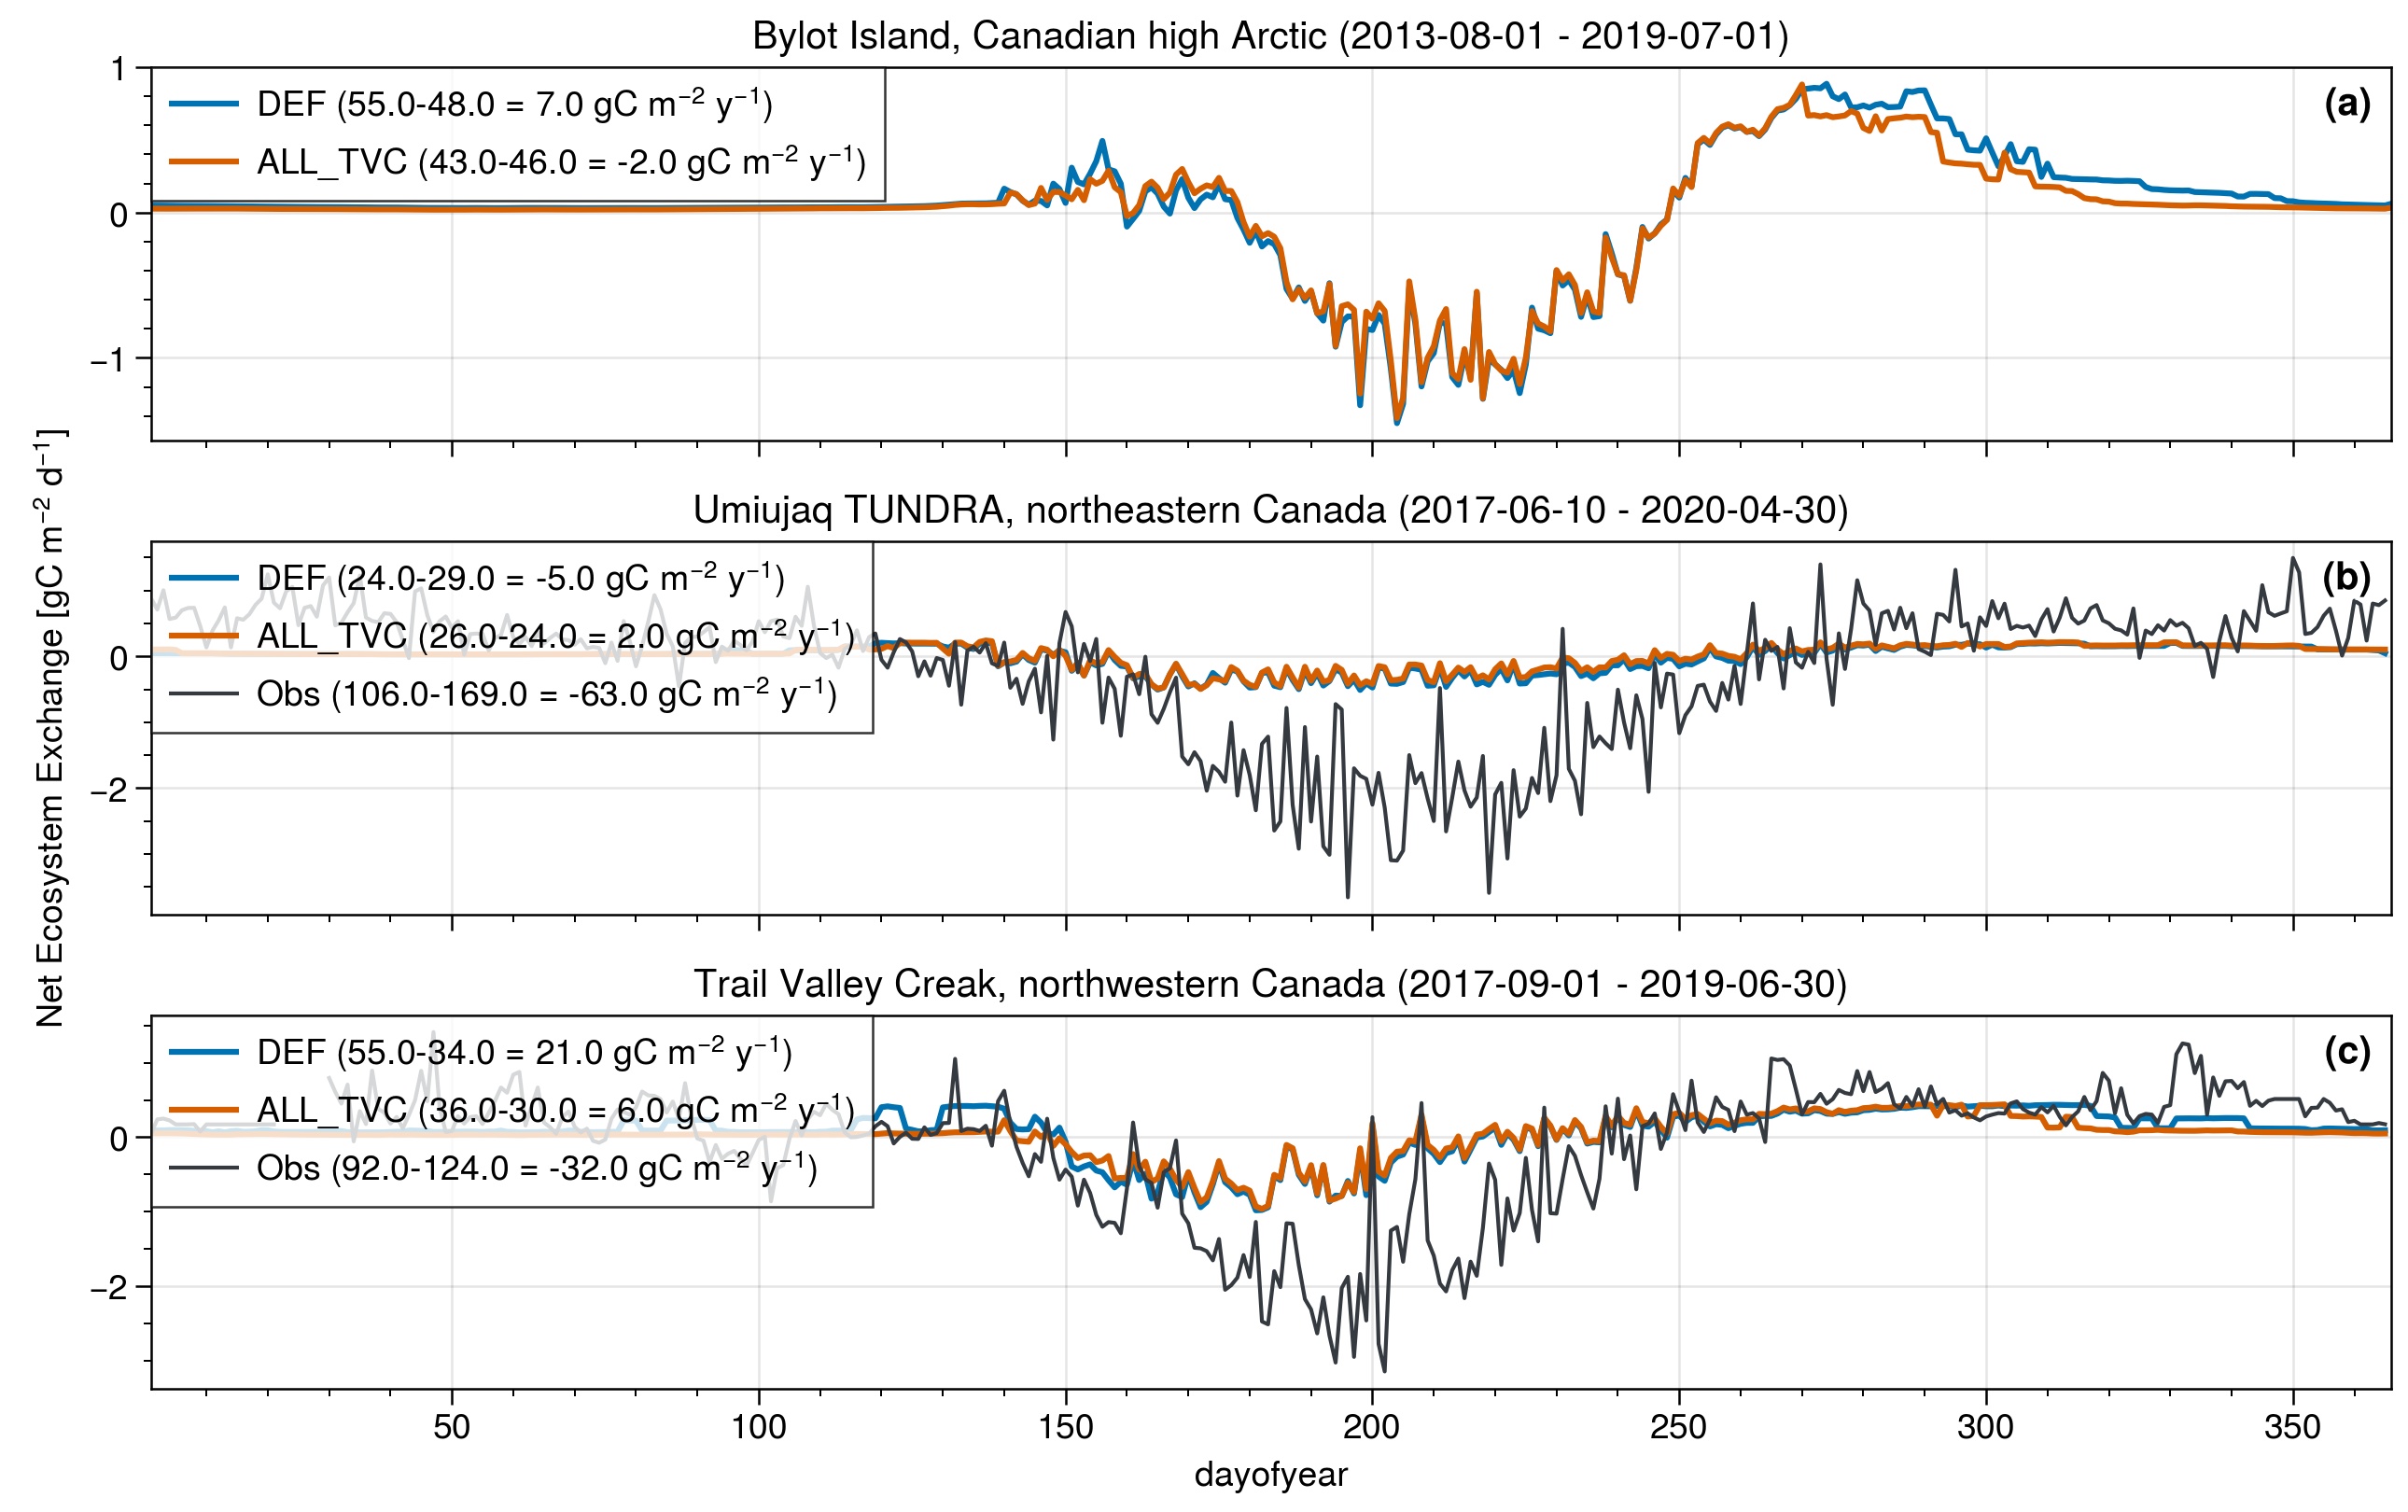 Bylot Island, Canadian high Arctic (2013-08-01 - 2019-07-01)
1
0
−1
DEF (55.0-48.0 = 7.0 gC m⁻² y⁻¹)
ALL_TVC (43.0-46.0 = -2.0 gC m⁻² y⁻¹)
(a)
Net Ecosystem Exchange [gC m⁻² d⁻¹]
Umiujaq TUNDRA, northeastern Canada (2017-06-10 - 2020-04-30)
0
−2
DEF (24.0-29.0 = -5.0 gC m⁻² y⁻¹)
ALL_TVC (26.0-24.0 = 2.0 gC m⁻² y⁻¹)
Obs (106.0-169.0 = -63.0 gC m⁻² y⁻¹)
(b)
Trail Valley Creak, northwestern Canada (2017-09-01 - 2019-06-30)
0
−2
DEF (55.0-34.0 = 21.0 gC m⁻² y⁻¹)
ALL_TVC (36.0-30.0 = 6.0 gC m⁻² y⁻¹)
Obs (92.0-124.0 = -32.0 gC m⁻² y⁻¹)
(c)
50 100 150 200 250 300 350
dayofyear